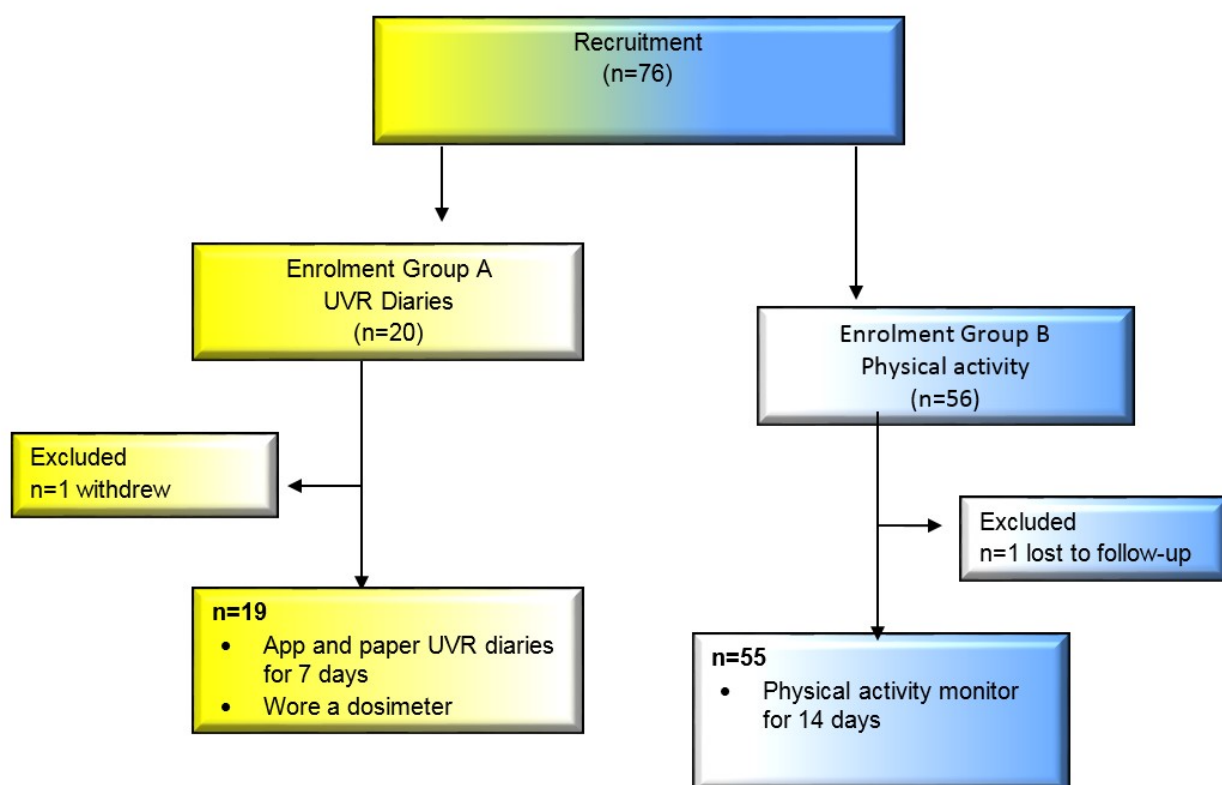 Recruitment
(n=76)
Enrolment Group A
UVR Diaries
(n=20)
Enrolment Group B
Physical activity
(n=56)
Excluded
n=1 withdrew
Excluded
n=1 lost to follow-up
n=19
• App and paper UVR diaries
for 7 days
• Wore a dosimeter
n=55
• Physical activity monitor
for 14 days